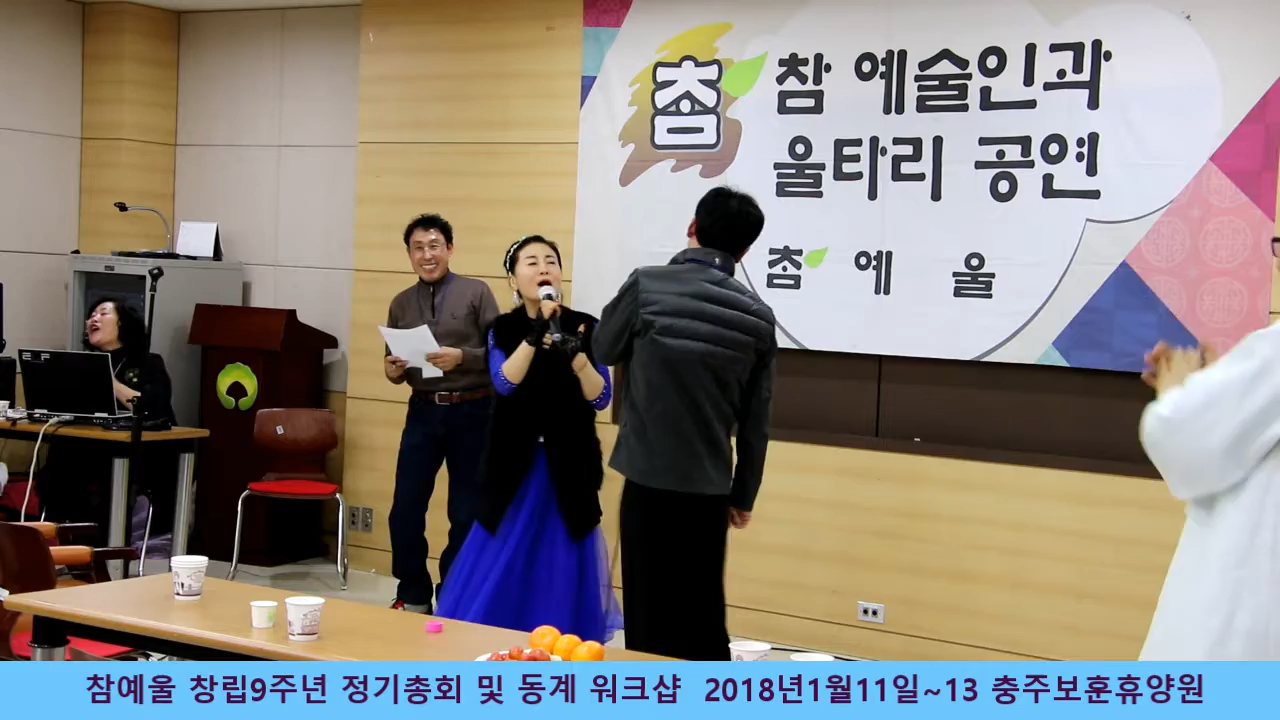 참
참 예술인과
울타리 공연
참 예 울
참예울 창립9주년 정기총회 및 동계 워크샵 2018년1월11일~13 충주보훈휴양원